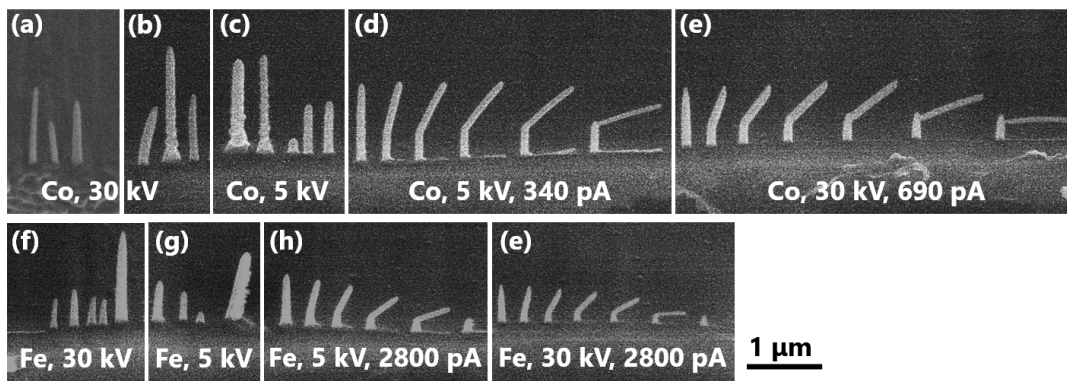 (a)
(b)
(c)
(d)
(e)
Co, 30 kV
Co, 5 kV
Co, 5 kV, 340 pA
Co, 30 kV, 690 pA
(f)
(g)
(h)
(e)
Fe, 30 kV
Fe, 5 kV
Fe, 5 kV, 2800 pA
Fe, 30 kV, 2800 pA
1 µm